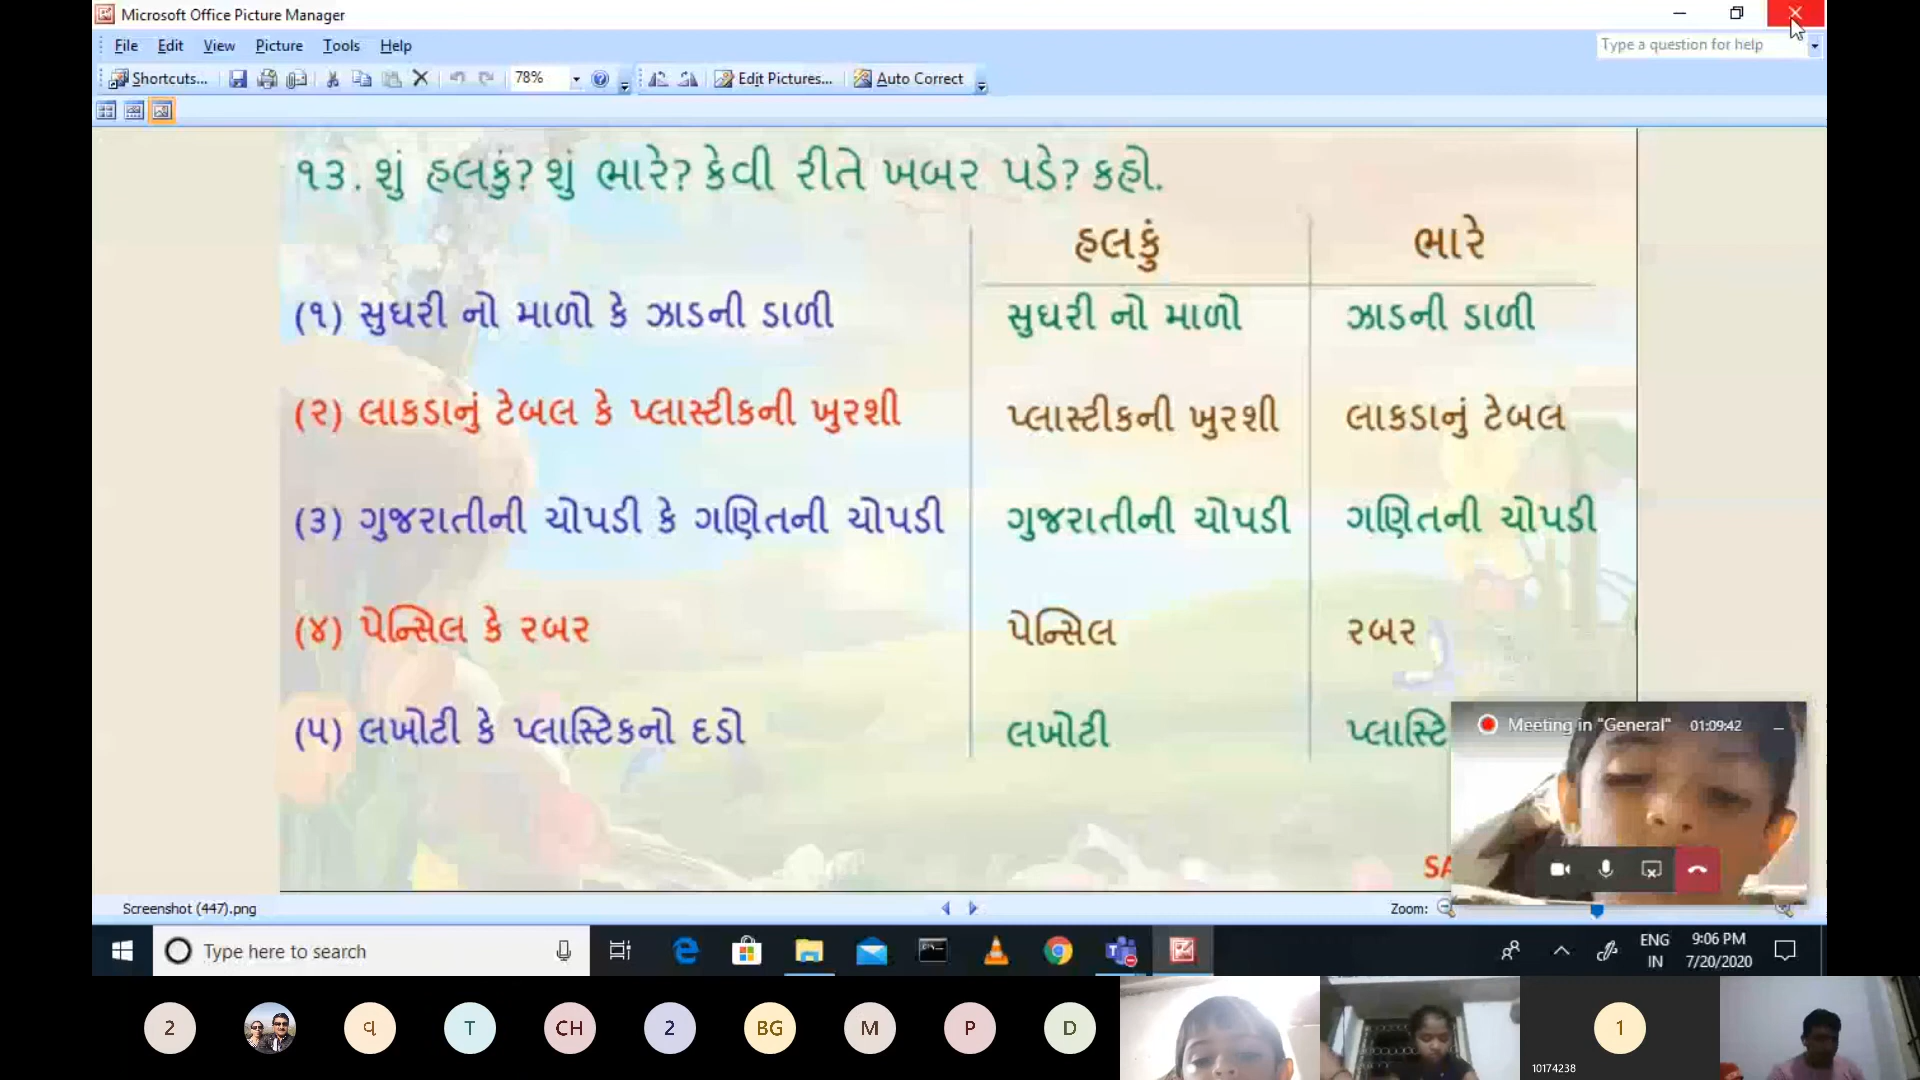 Microsoft Office Picture Manager
File Edit View Picture Tools Help
Type a question for help
Shortcuts... 78% Edit Pictures... Auto Correct
૧૩. શું હલકું? શું ભારે? કેવી રીતે ખબર પડે? કહો.
હલકું ભારે
(૧) સુઘરી નો માળો કે ઝાડની ડાળી સુઘરી નો માળો ઝાડની ડાળી
(૨) લાકડાનું ટેબલ કે પ્લાસ્ટીકની ખુરશી પ્લાસ્ટીકની ખુરશી લાકડાનું ટેબલ
(૩) ગુજરાતીની ચોપડી કે ગણિતની ચોપડી ગુજરાતીની ચોપડી ગણિતની ચોપડી
(૪) પેન્સિલ કે રબર પેન્સિલ રબર
(૫) લખોટી કે પ્લાસ્ટિકનો દડો લખોટી પ્લાસ્ટિ
Meeting in "General" 01:09:42
SA
Screenshot (447).png Zoom:
Type here to search ENG IN 9:06 PM 7/20/2020
2 વ T CH 2 BG M P D 1
10174238